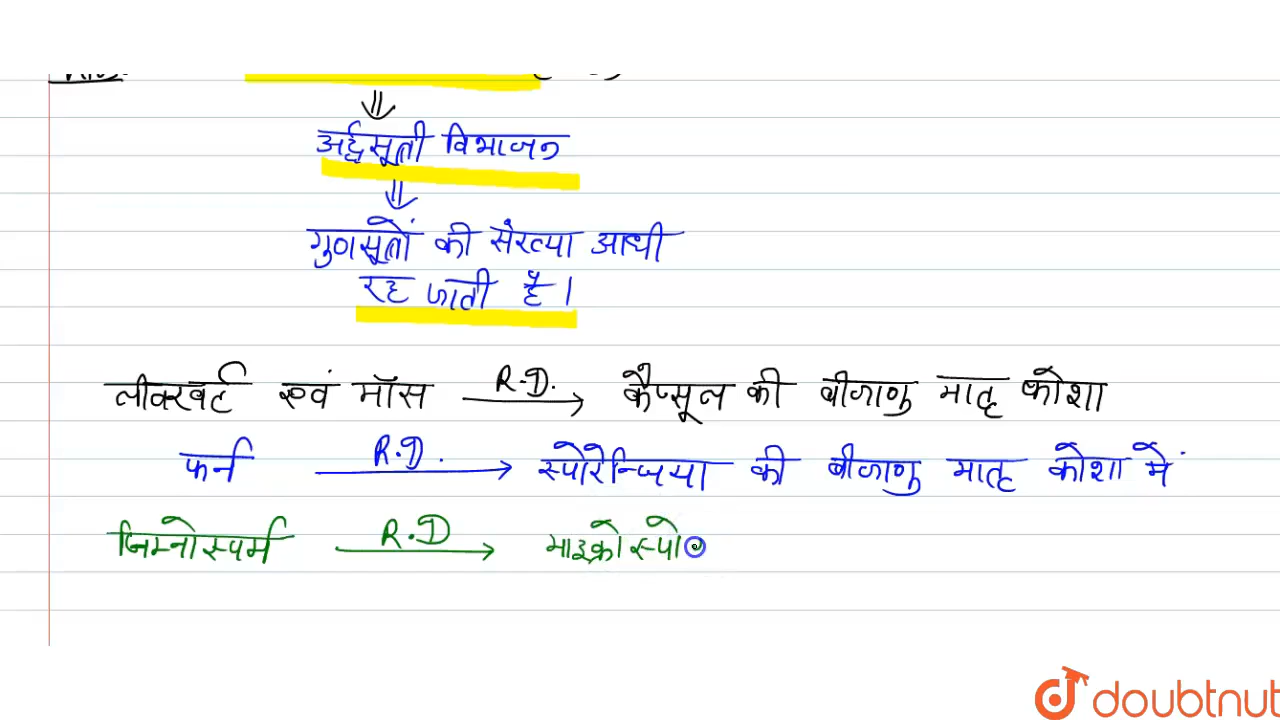 ⇓
अर्द्धसूती विभाजन
⇓
गुणसूतों की संख्या आधी
रह जाती है।
लीवरवर्ट एवं मॉस R.D. → कैप्सूल की बीजाणु मातृ कोशा
फर्न R.D. → स्पोरेन्जिया की बीजाणु मातृ कोशा में
जिम्नोस्पर्म R.D → माइक्रोस्पो
doubtnut